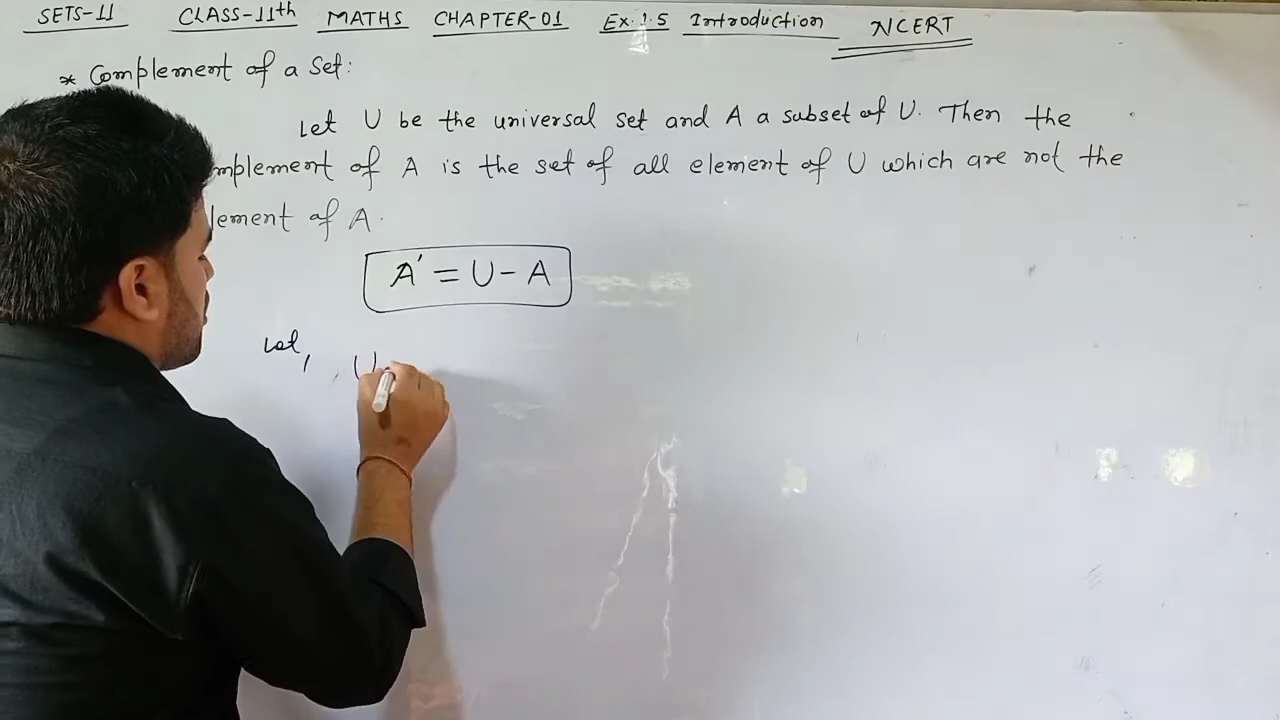 SETS-11 CLASS-11th MATHS CHAPTER-01 Ex.1.5 Introduction NCERT
* Complement of a Set:
Let U be the universal set and A a subset of U. Then the
mplement of A is the set of all element of U which are not the
lement of A.
A' = U - A
Let, U